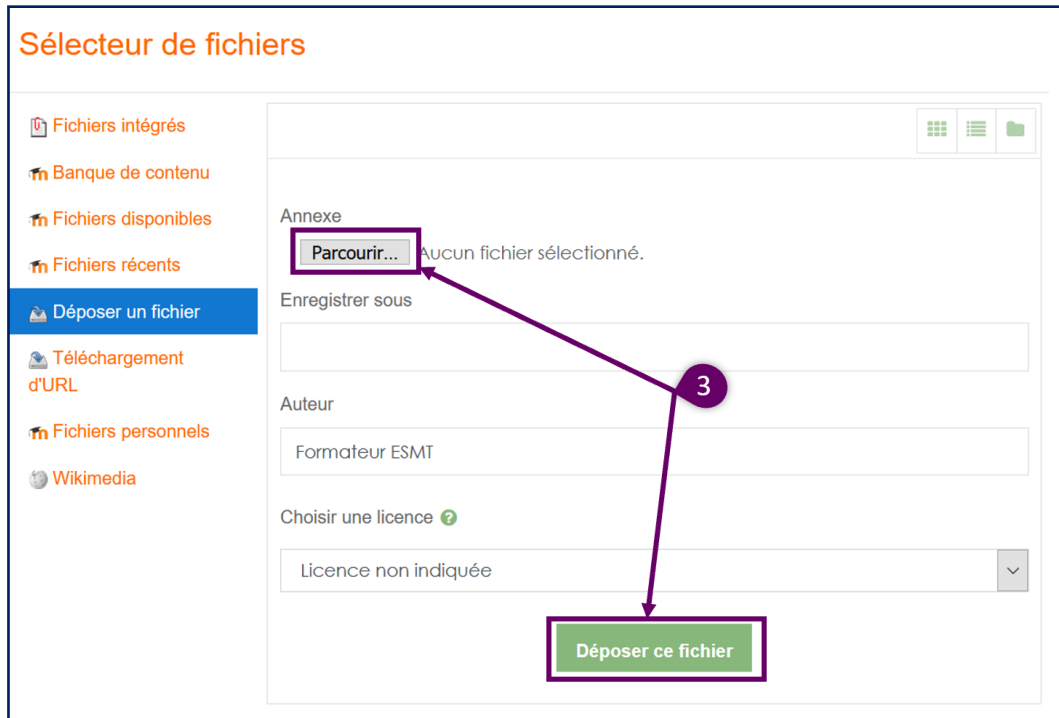 Sélecteur de fichiers
Fichiers intégrés
Banque de contenu
Fichiers disponibles
Fichiers récents
Déposer un fichier
Téléchargement
d'URL
Fichiers personnels
Wikimedia
Annexe
Parcourir... Aucun fichier sélectionné.
Enregistrer sous
3
Auteur
Formateur ESMT
Choisir une licence ?
Licence non indiquée
Déposer ce fichier